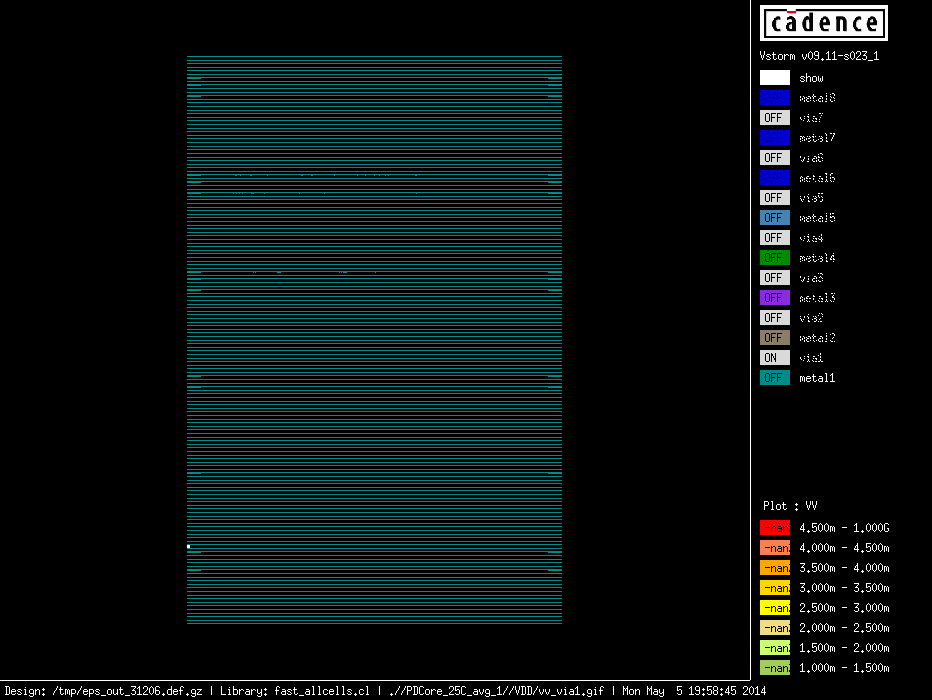 cadence
Vstorm v09.11-s023_1
show
metal8
OFF via7
metal7
OFF via6
metal6
OFF via5
OFF metal5
OFF via4
OFF metal4
OFF via3
OFF metal3
OFF via2
OFF metal2
ON via1
OFF metal1
Plot : VV
-nan% 4.500m - 1.000G
-nan% 4.000m - 4.500m
-nan% 3.500m - 4.000m
-nan% 3.000m - 3.500m
-nan% 2.500m - 3.000m
-nan% 2.000m - 2.500m
-nan% 1.500m - 2.000m
-nan% 1.000m - 1.500m
Design: /tmp/eps_out_31206.def.gz | Library: fast_allcells.cl | .//PDCore_25C_avg_1//VDD/vv_via1.gif | Mon May  5 19:58:45 2014